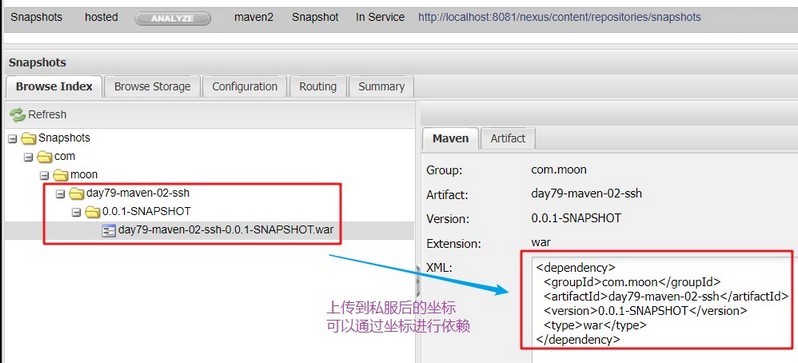 Snapshots hosted ANALYZE maven2 Snapshot In Service http://localhost:8081/nexus/content/repositories/snapshots
Snapshots
Browse Index Browse Storage Configuration Routing Summary
Refresh
Snapshots
com
moon
day79-maven-02-ssh
0.0.1-SNAPSHOT
day79-maven-02-ssh-0.0.1-SNAPSHOT.war
Maven Artifact
Group: com.moon
Artifact: day79-maven-02-ssh
Version: 0.0.1-SNAPSHOT
Extension: war
XML:
<dependency>
<groupId>com.moon</groupId>
<artifactId>day79-maven-02-ssh</artifactId>
<version>0.0.1-SNAPSHOT</version>
<type>war</type>
</dependency>
上传到私服后的坐标
可以通过坐标进行依赖